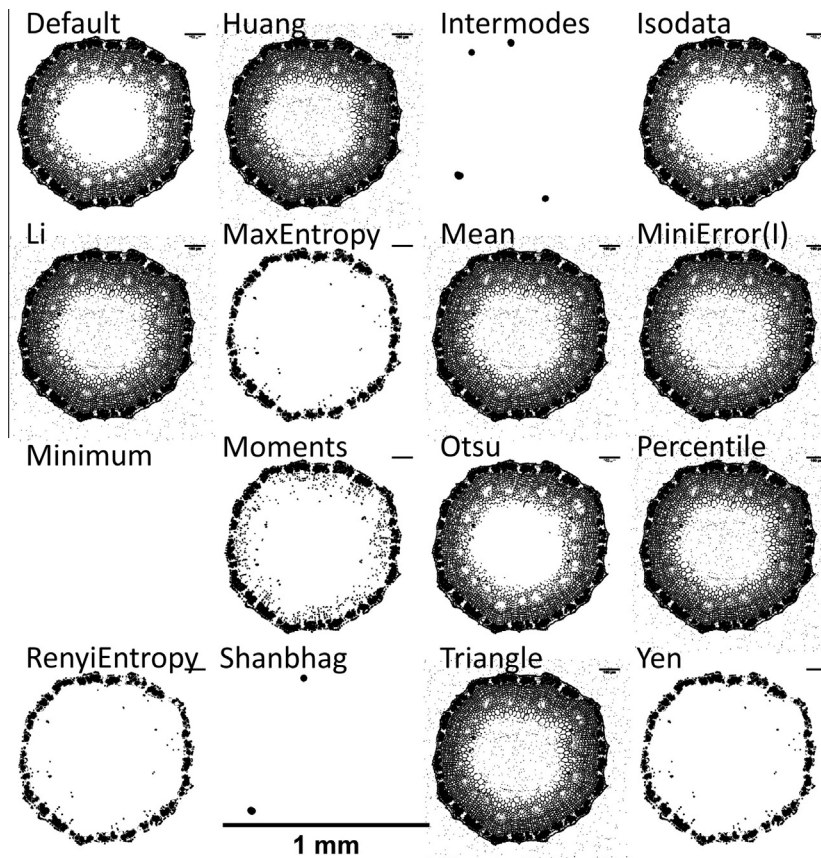 Default Huang Intermodes Isodata
Li MaxEntropy Mean MiniError(I)
Minimum Moments Otsu Percentile
RenyiEntropy Shanbhag Triangle Yen
1 mm